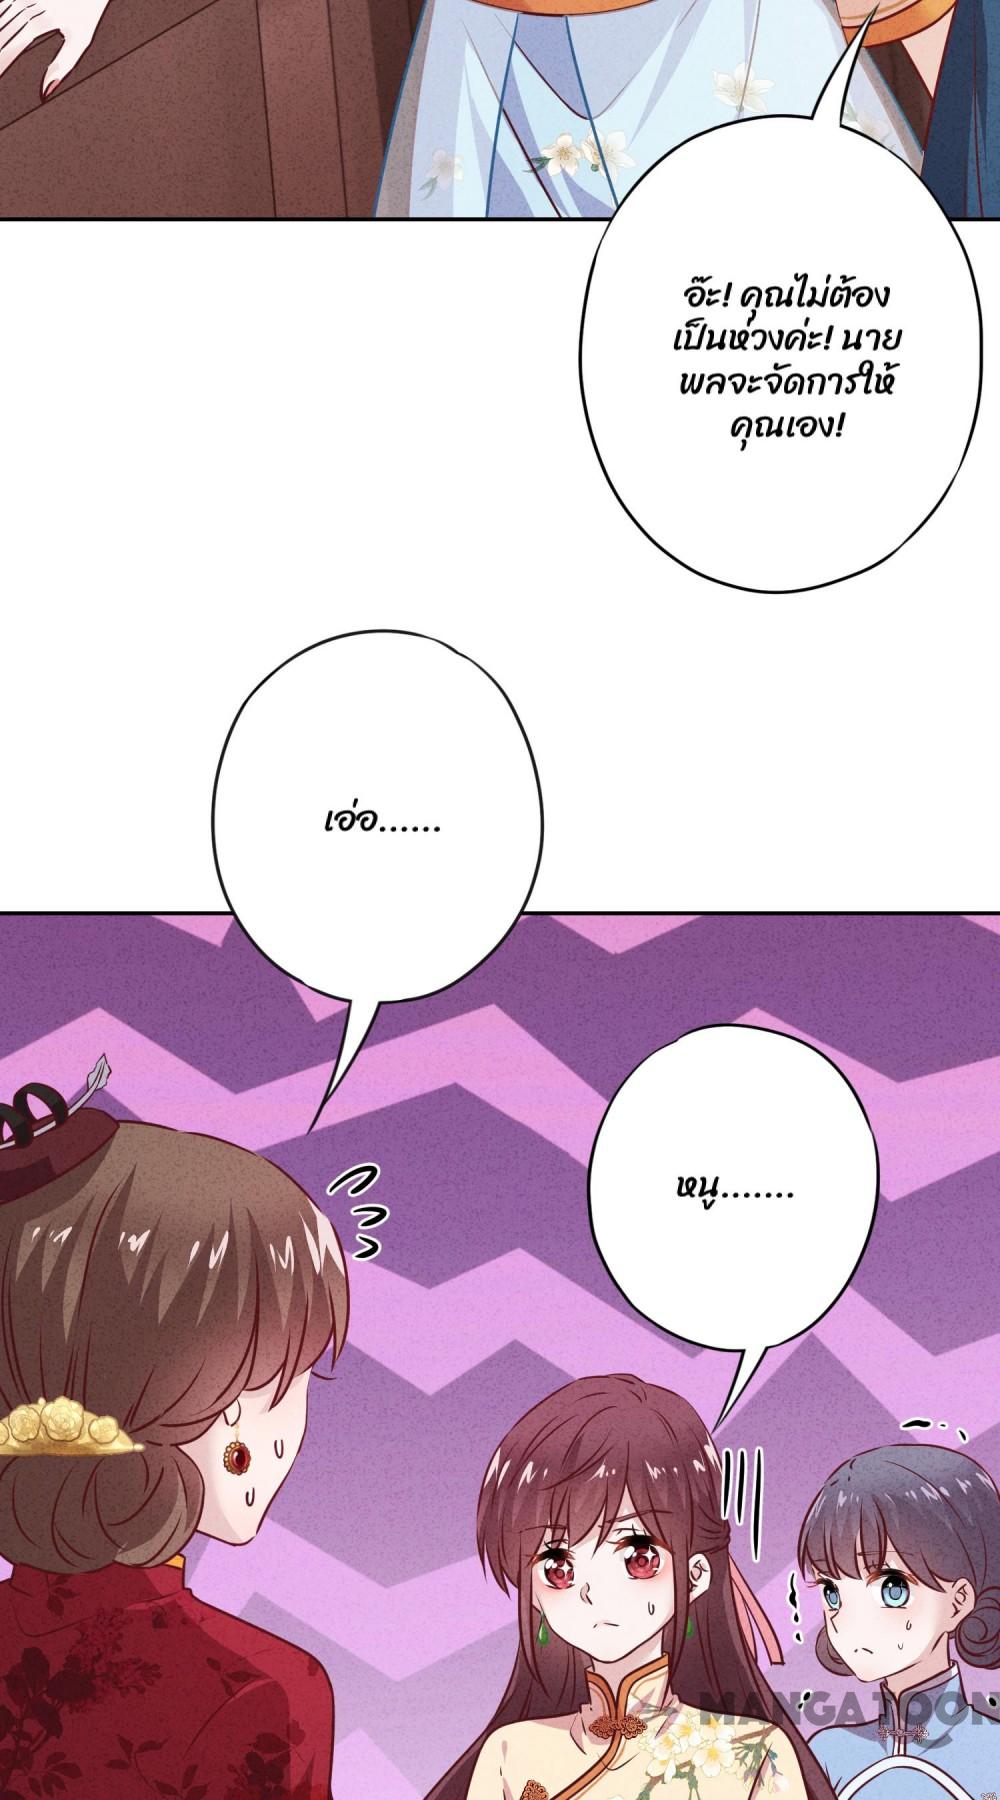 อ๊ะ! คุณไม่ต้อง
เป็นห่วงค่ะ! นาย
พลจะจัดการให้
คุณเอง!
เอ่อ......
หนู.......
MANGATOON